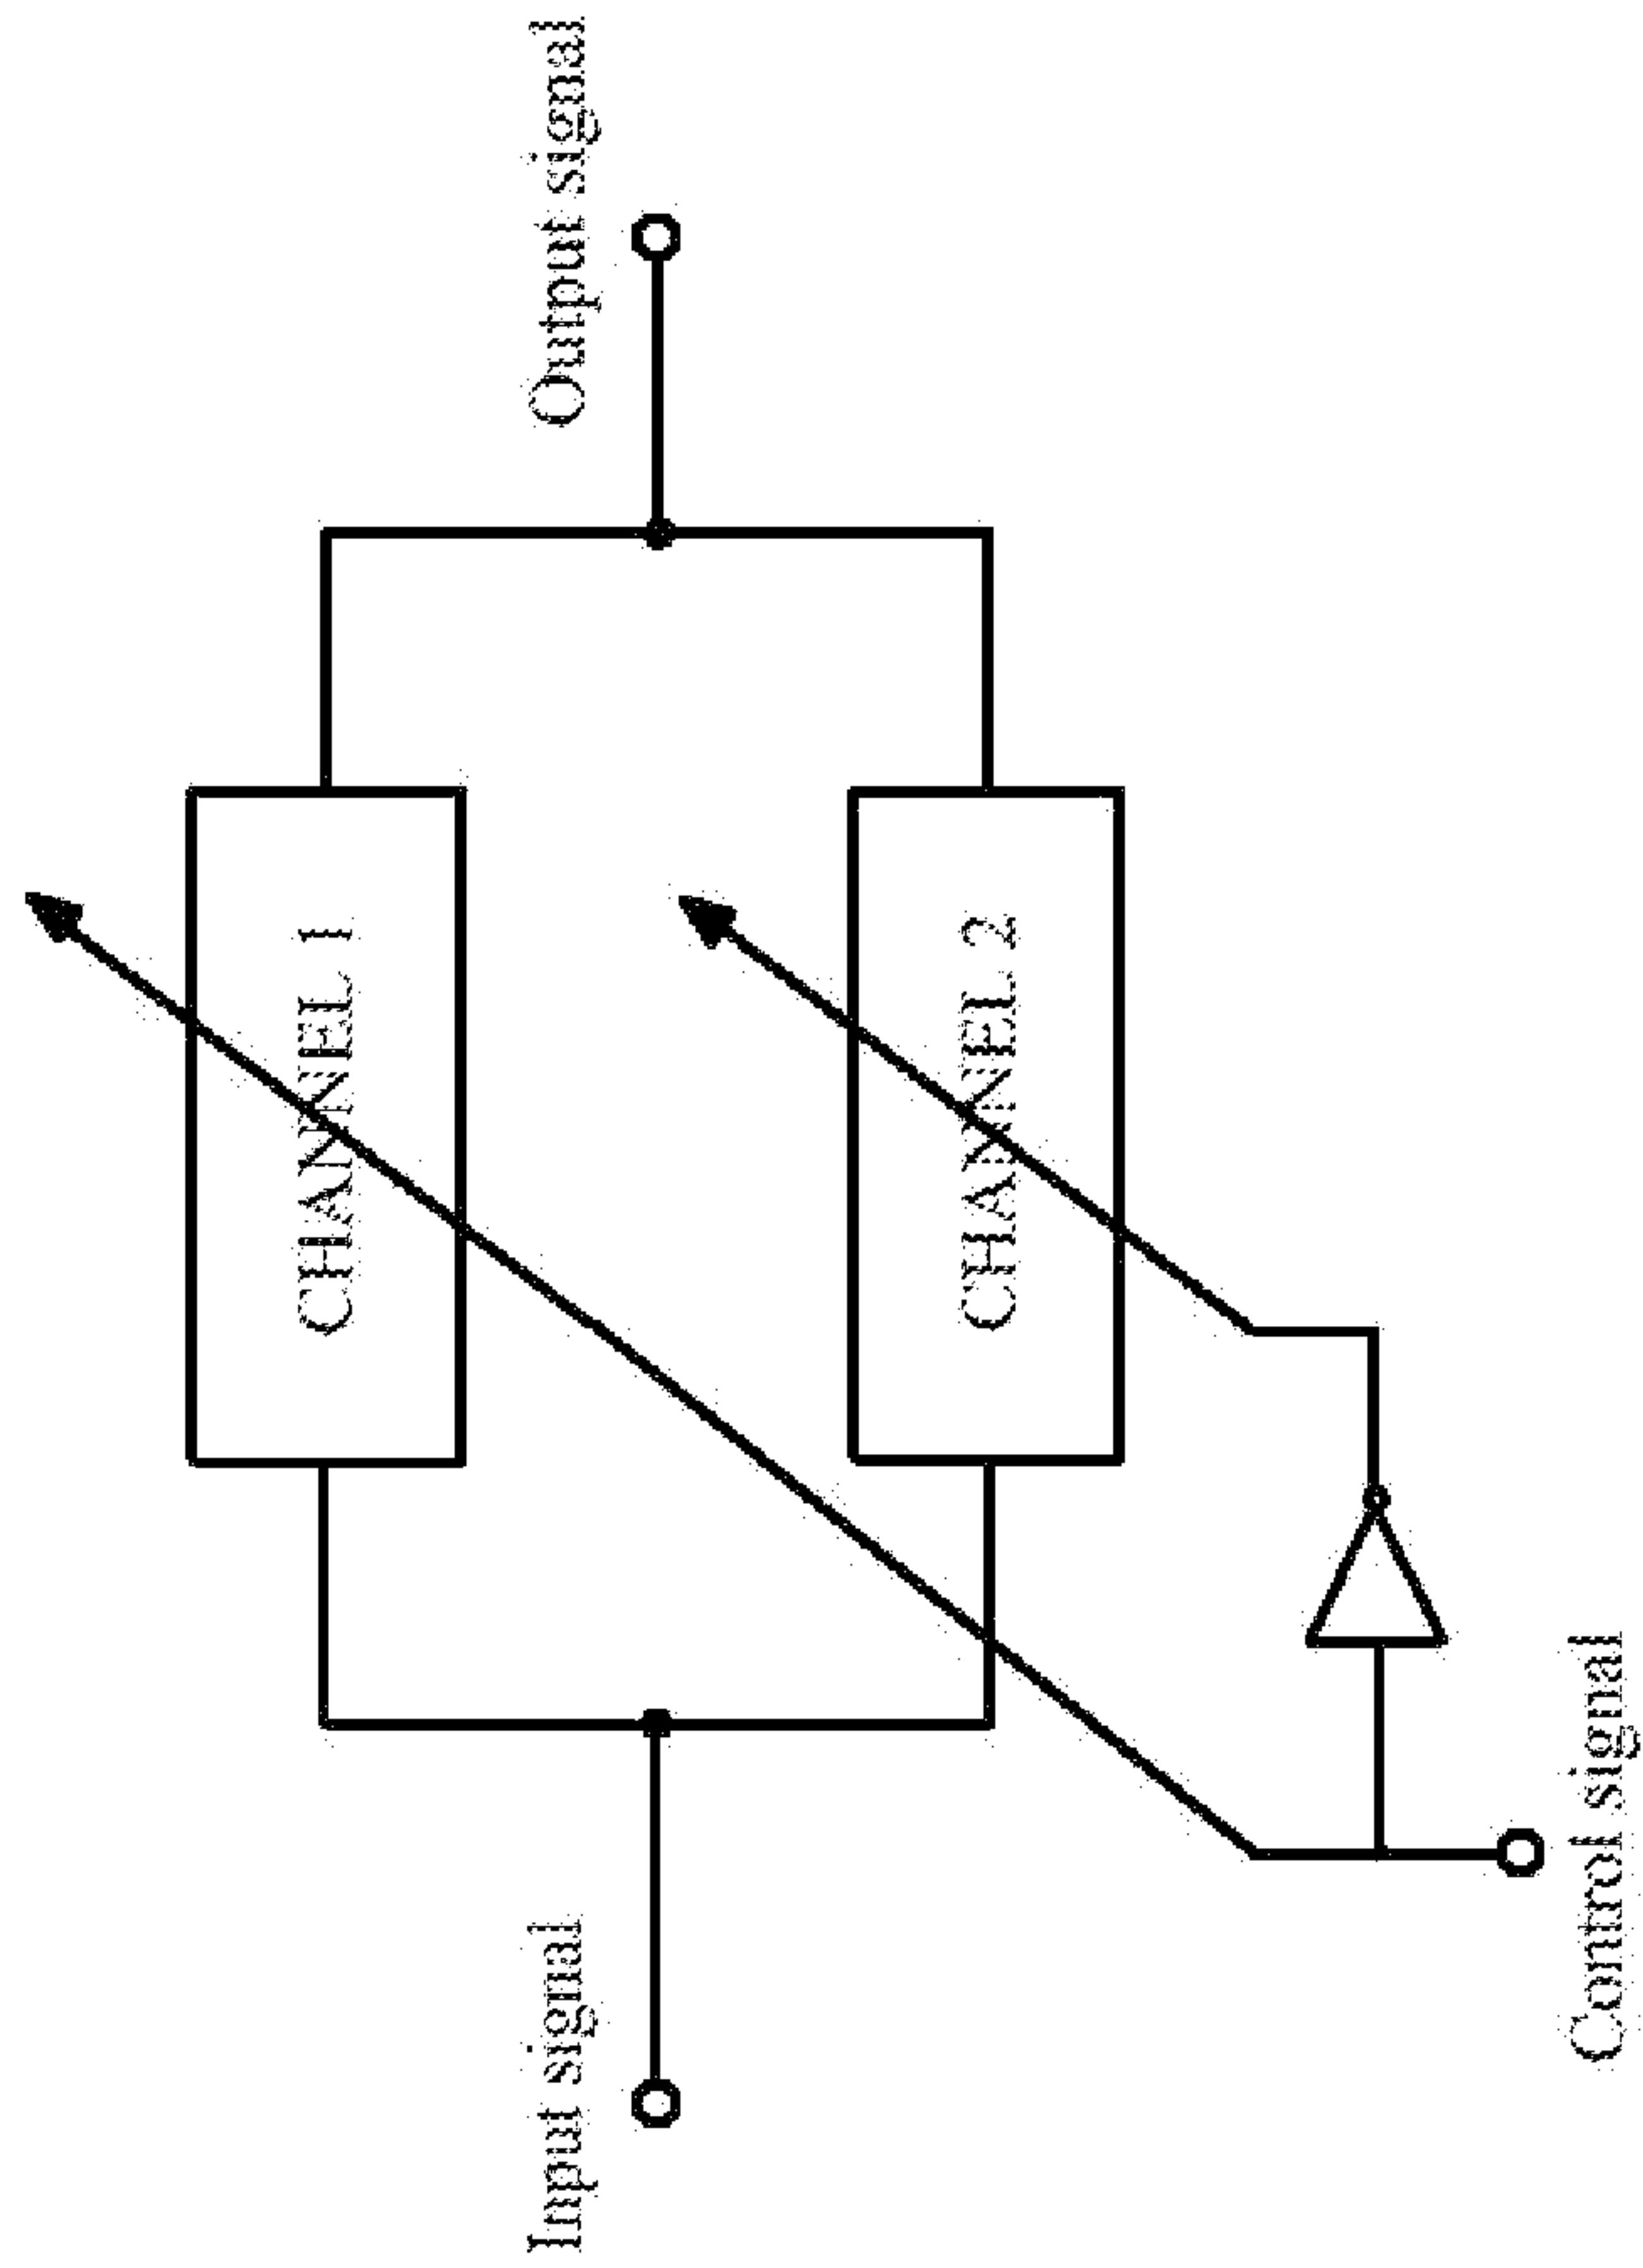 CHANNEL 1
Input signal
Output signal
CHANNEL 2
Control signal